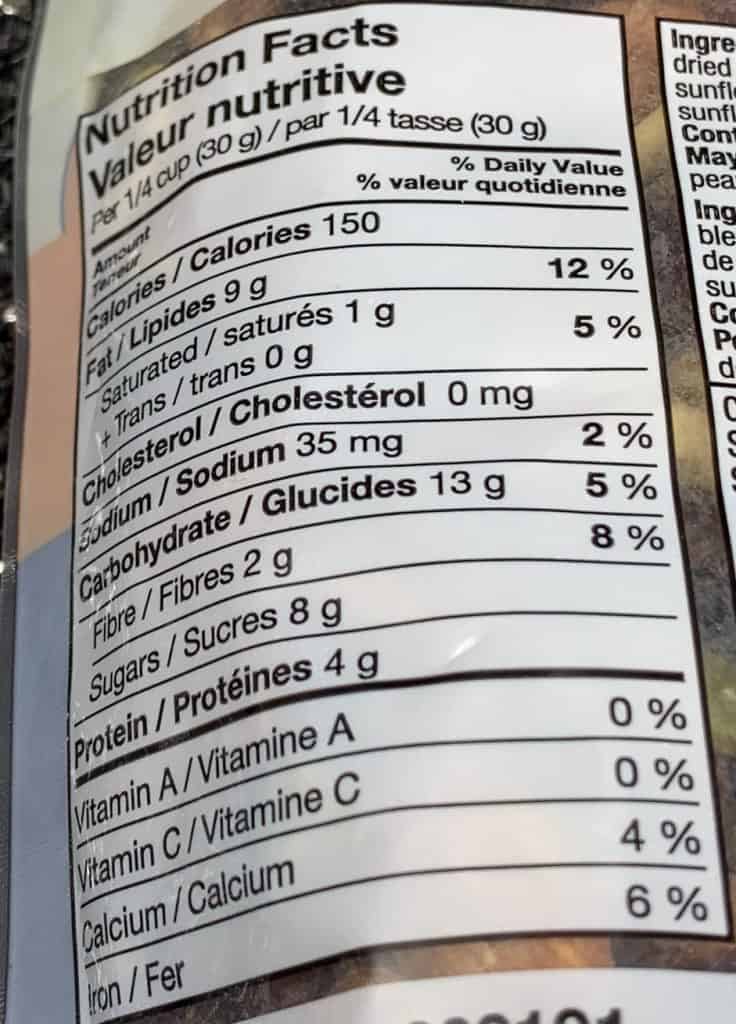 Nutrition Facts
Valeur nutritive
Per 1/4 cup (30 g) / par 1/4 tasse (30 g)
Amount
Teneur
% Daily Value
% valeur quotidienne
Calories / Calories 150
Fat / Lipides 9 g 12 %
Saturated / saturés 1 g
+ Trans / trans 0 g 5 %
Cholesterol / Cholestérol 0 mg
Sodium / Sodium 35 mg 2 %
Carbohydrate / Glucides 13 g 5 %
Fibre / Fibres 2 g 8 %
Sugars / Sucres 8 g
Protein / Protéines 4 g
Vitamin A / Vitamine A 0 %
Vitamin C / Vitamine C 0 %
Calcium / Calcium 4 %
Iron / Fer 6 %
Ingre
dried
sunfl
sunfl
Cont
May
pea
Ing
ble
de
su